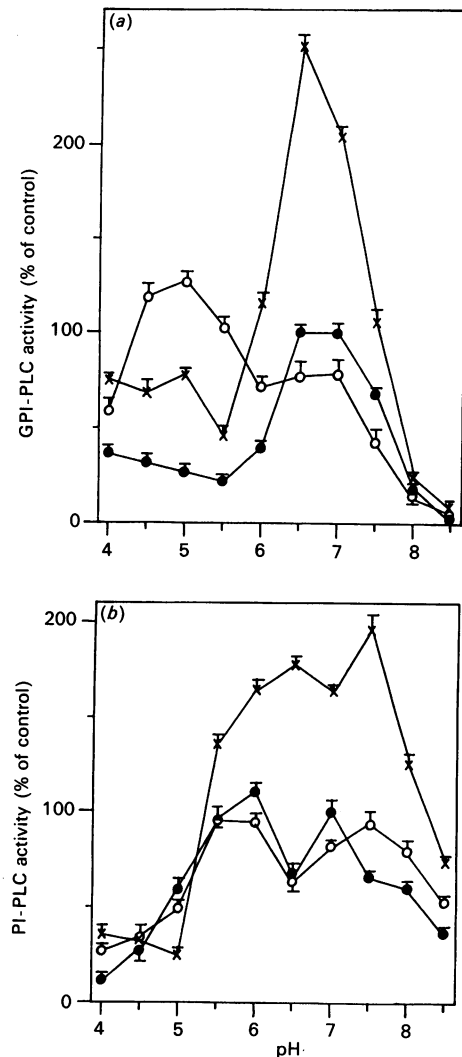 (a)
200
100
0
GPI-PLC activity (% of control)
4 5 6 7 8
(b)
200
100
0
PI-PLC activity (% of control)
4 5 6 7 8
pH